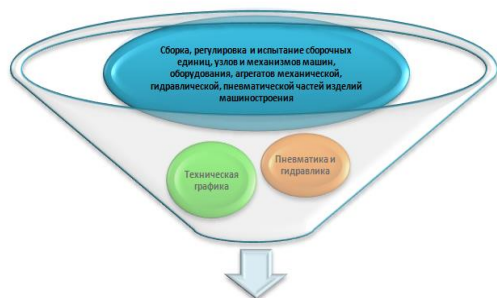 Сборка, регулировка и испытание сборочных
единиц, узлов и механизмов машин,
оборудования, агрегатов механической,
гидравлической, пневматической частей изделий
машиностроения
Техническая
графика
Пневматика и
гидравлика